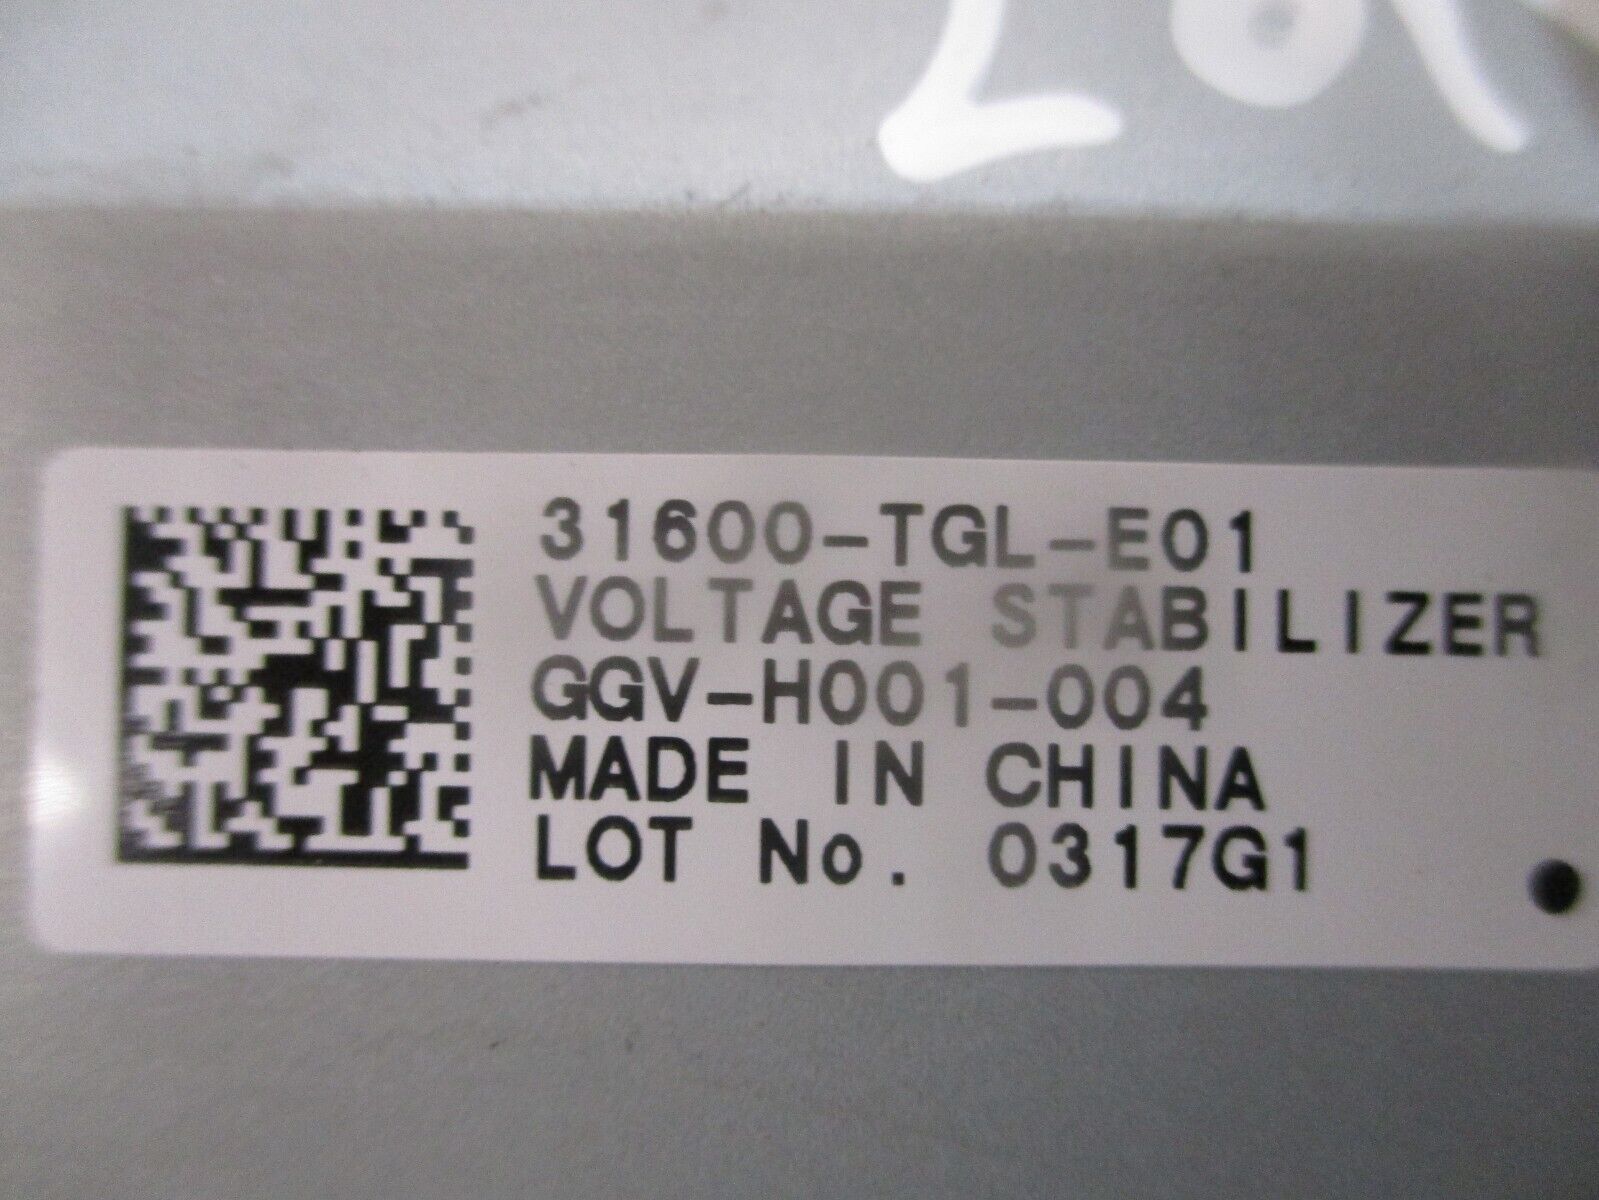 31600-TGL-E01
VOLTAGE STABILIZER
GGV-H001-004
MADE IN CHINA
LOT No. 0317G1